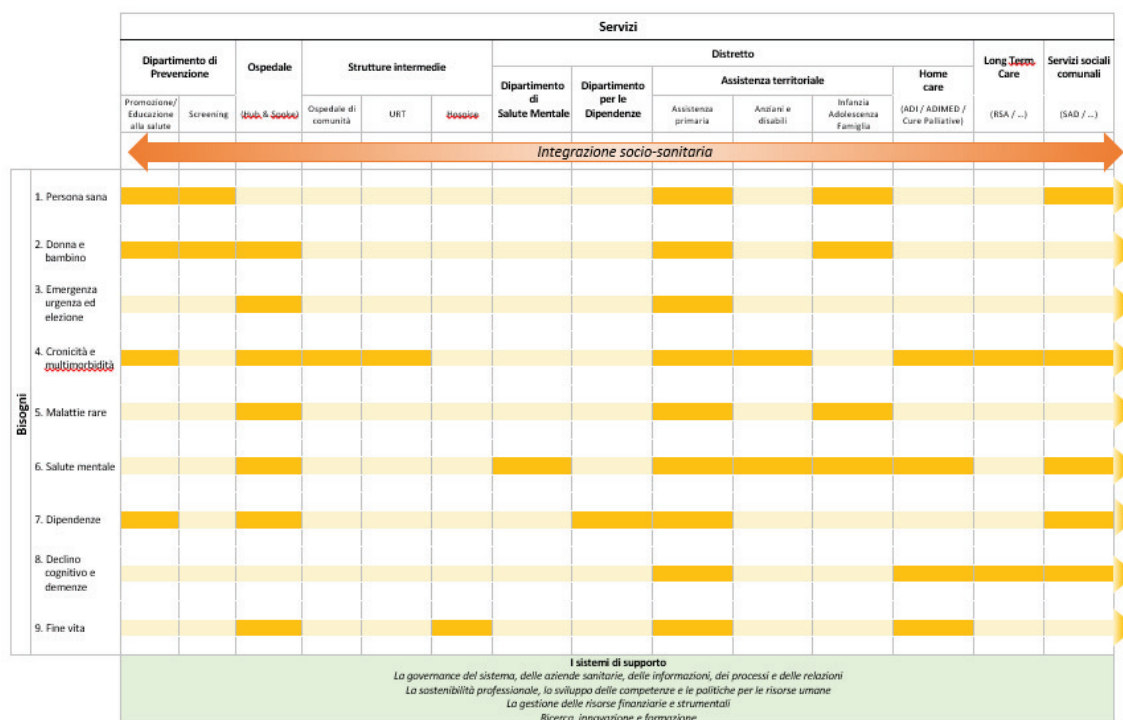 Servizi
Dipartimento di
Prevenzione
Ospedale
Strutture intermedie
Distretto
Long Term
Care
Servizi sociali
comunali
Dipartimento
di
Salute Mentale
Dipartimento
per le
Dipendenze
Assistenza territoriale
Home
care
Promozione/
Educazione
alla salute
Screening
(Hub & Spoke)
Ospedale di
comunità
URT
Hospice
Assistenza
primaria
Anziani e
disabili
Infanzia
Adolescenza
Famiglia
(ADI / ADIMED /
Cure Palliative)
(RSA / ...)
(SAD / ...)
Integrazione socio-sanitaria
Bisogni
1. Persona sana
2. Donna e
bambino
3. Emergenza
urgenza ed
elezione
4. Cronicità e
multimorbidità
5. Malattie rare
6. Salute mentale
7. Dipendenze
8. Declino
cognitivo e
demenze
9. Fine vita
I sistemi di supporto
La governance del sistema, delle aziende sanitarie, delle informazioni, dei processi e delle relazioni
La sostenibilità professionale, lo sviluppo delle competenze e le politiche per le risorse umane
La gestione delle risorse finanziarie e strumentali
Ricerca, innovazione e formazione